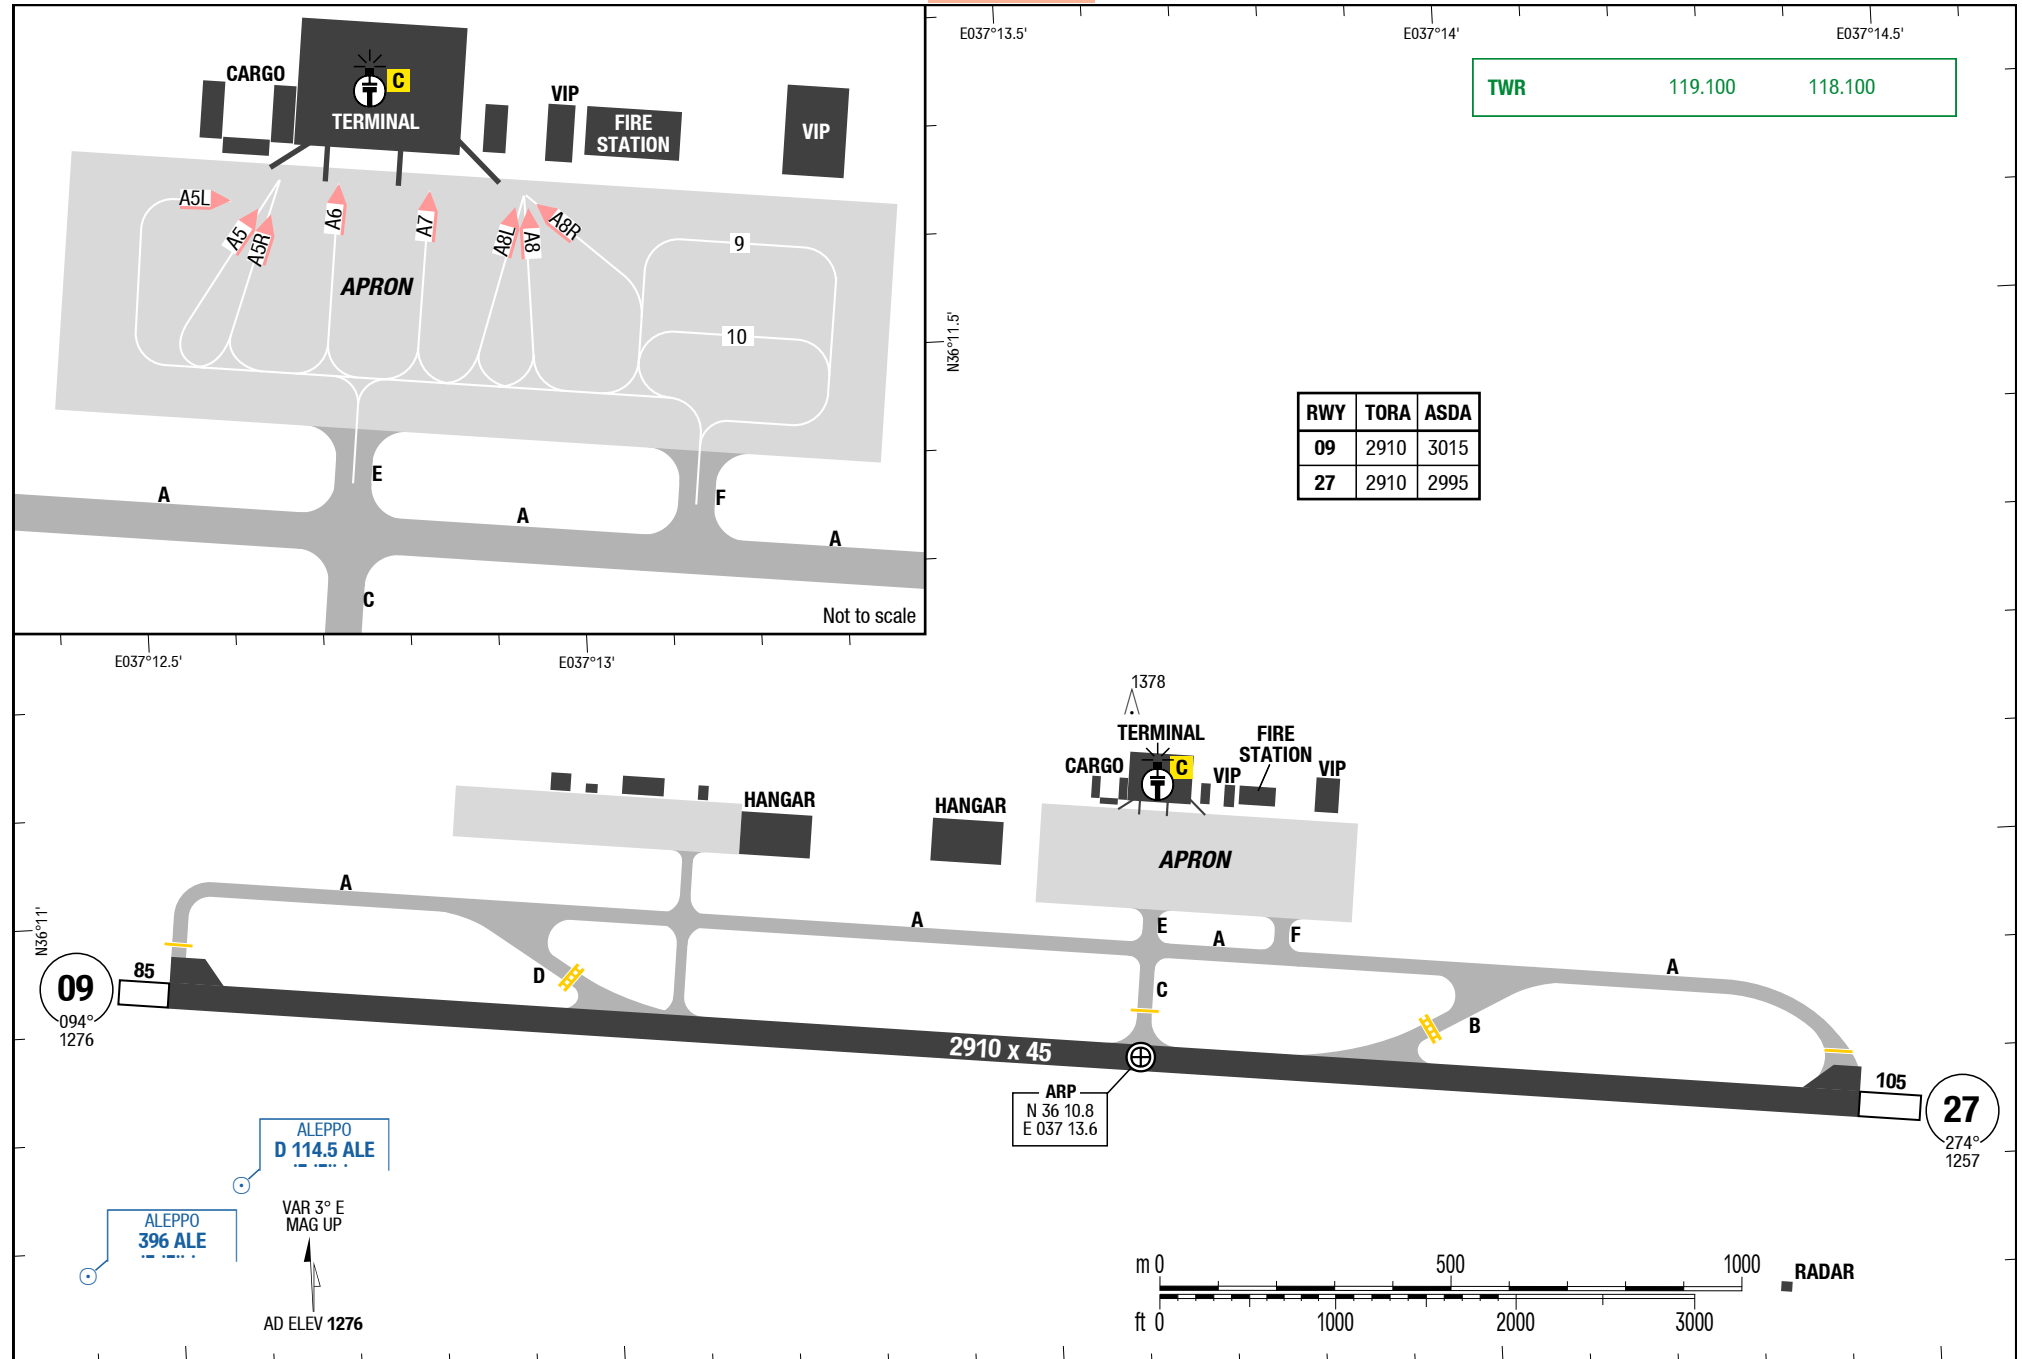 E037°13.5'
E037°14'
E037°14.5'
TWR 119.100 118.100
CARGO
C
TERMINAL
VIP
FIRE
STATION
VIP
A5L
A5
A5R
A6
A7
A8L
A8
A8R
9
10
APRON
E
F
A
A
A
C
Not to scale
N36°11.5'
RWY TORA ASDA
09 2910 3015
27 2910 2995
E037°12.5'
E037°13'
1378
TERMINAL
FIRE
STATION
CARGO
C
VIP
VIP
HANGAR
HANGAR
APRON
A
A
E
A
F
A
N36°11'
D
C
B
09
85
094°
1276
2910 x 45
105
27
274°
1257
ARP
N 36 10.8
E 037 13.6
ALEPPO
D 114.5 ALE
ALEPPO
396 ALE
VAR 3° E
MAG UP
AD ELEV 1276
m 0 500 1000
ft 0 1000 2000 3000
RADAR